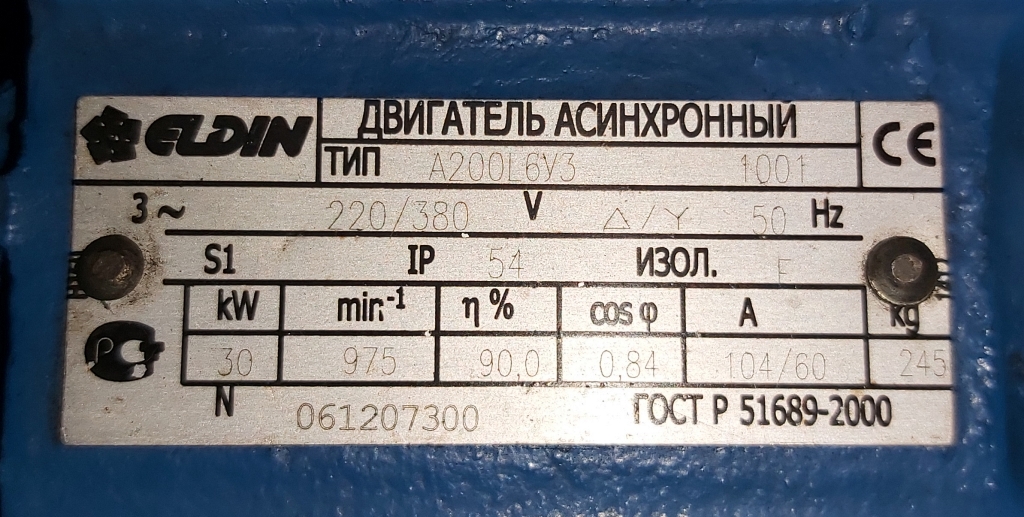 ELDIN ДВИГАТЕЛЬ АСИНХРОННЫЙ CE
ТИП А200L6У3 1001
3~ 220/380 V △/Y 50 Hz
S1 IP 54 ИЗОЛ. F
kW min⁻¹ η % cos φ A kg
30 975 90,0 0,84 104/60 245
N 061207300 ГОСТ Р 51689-2000